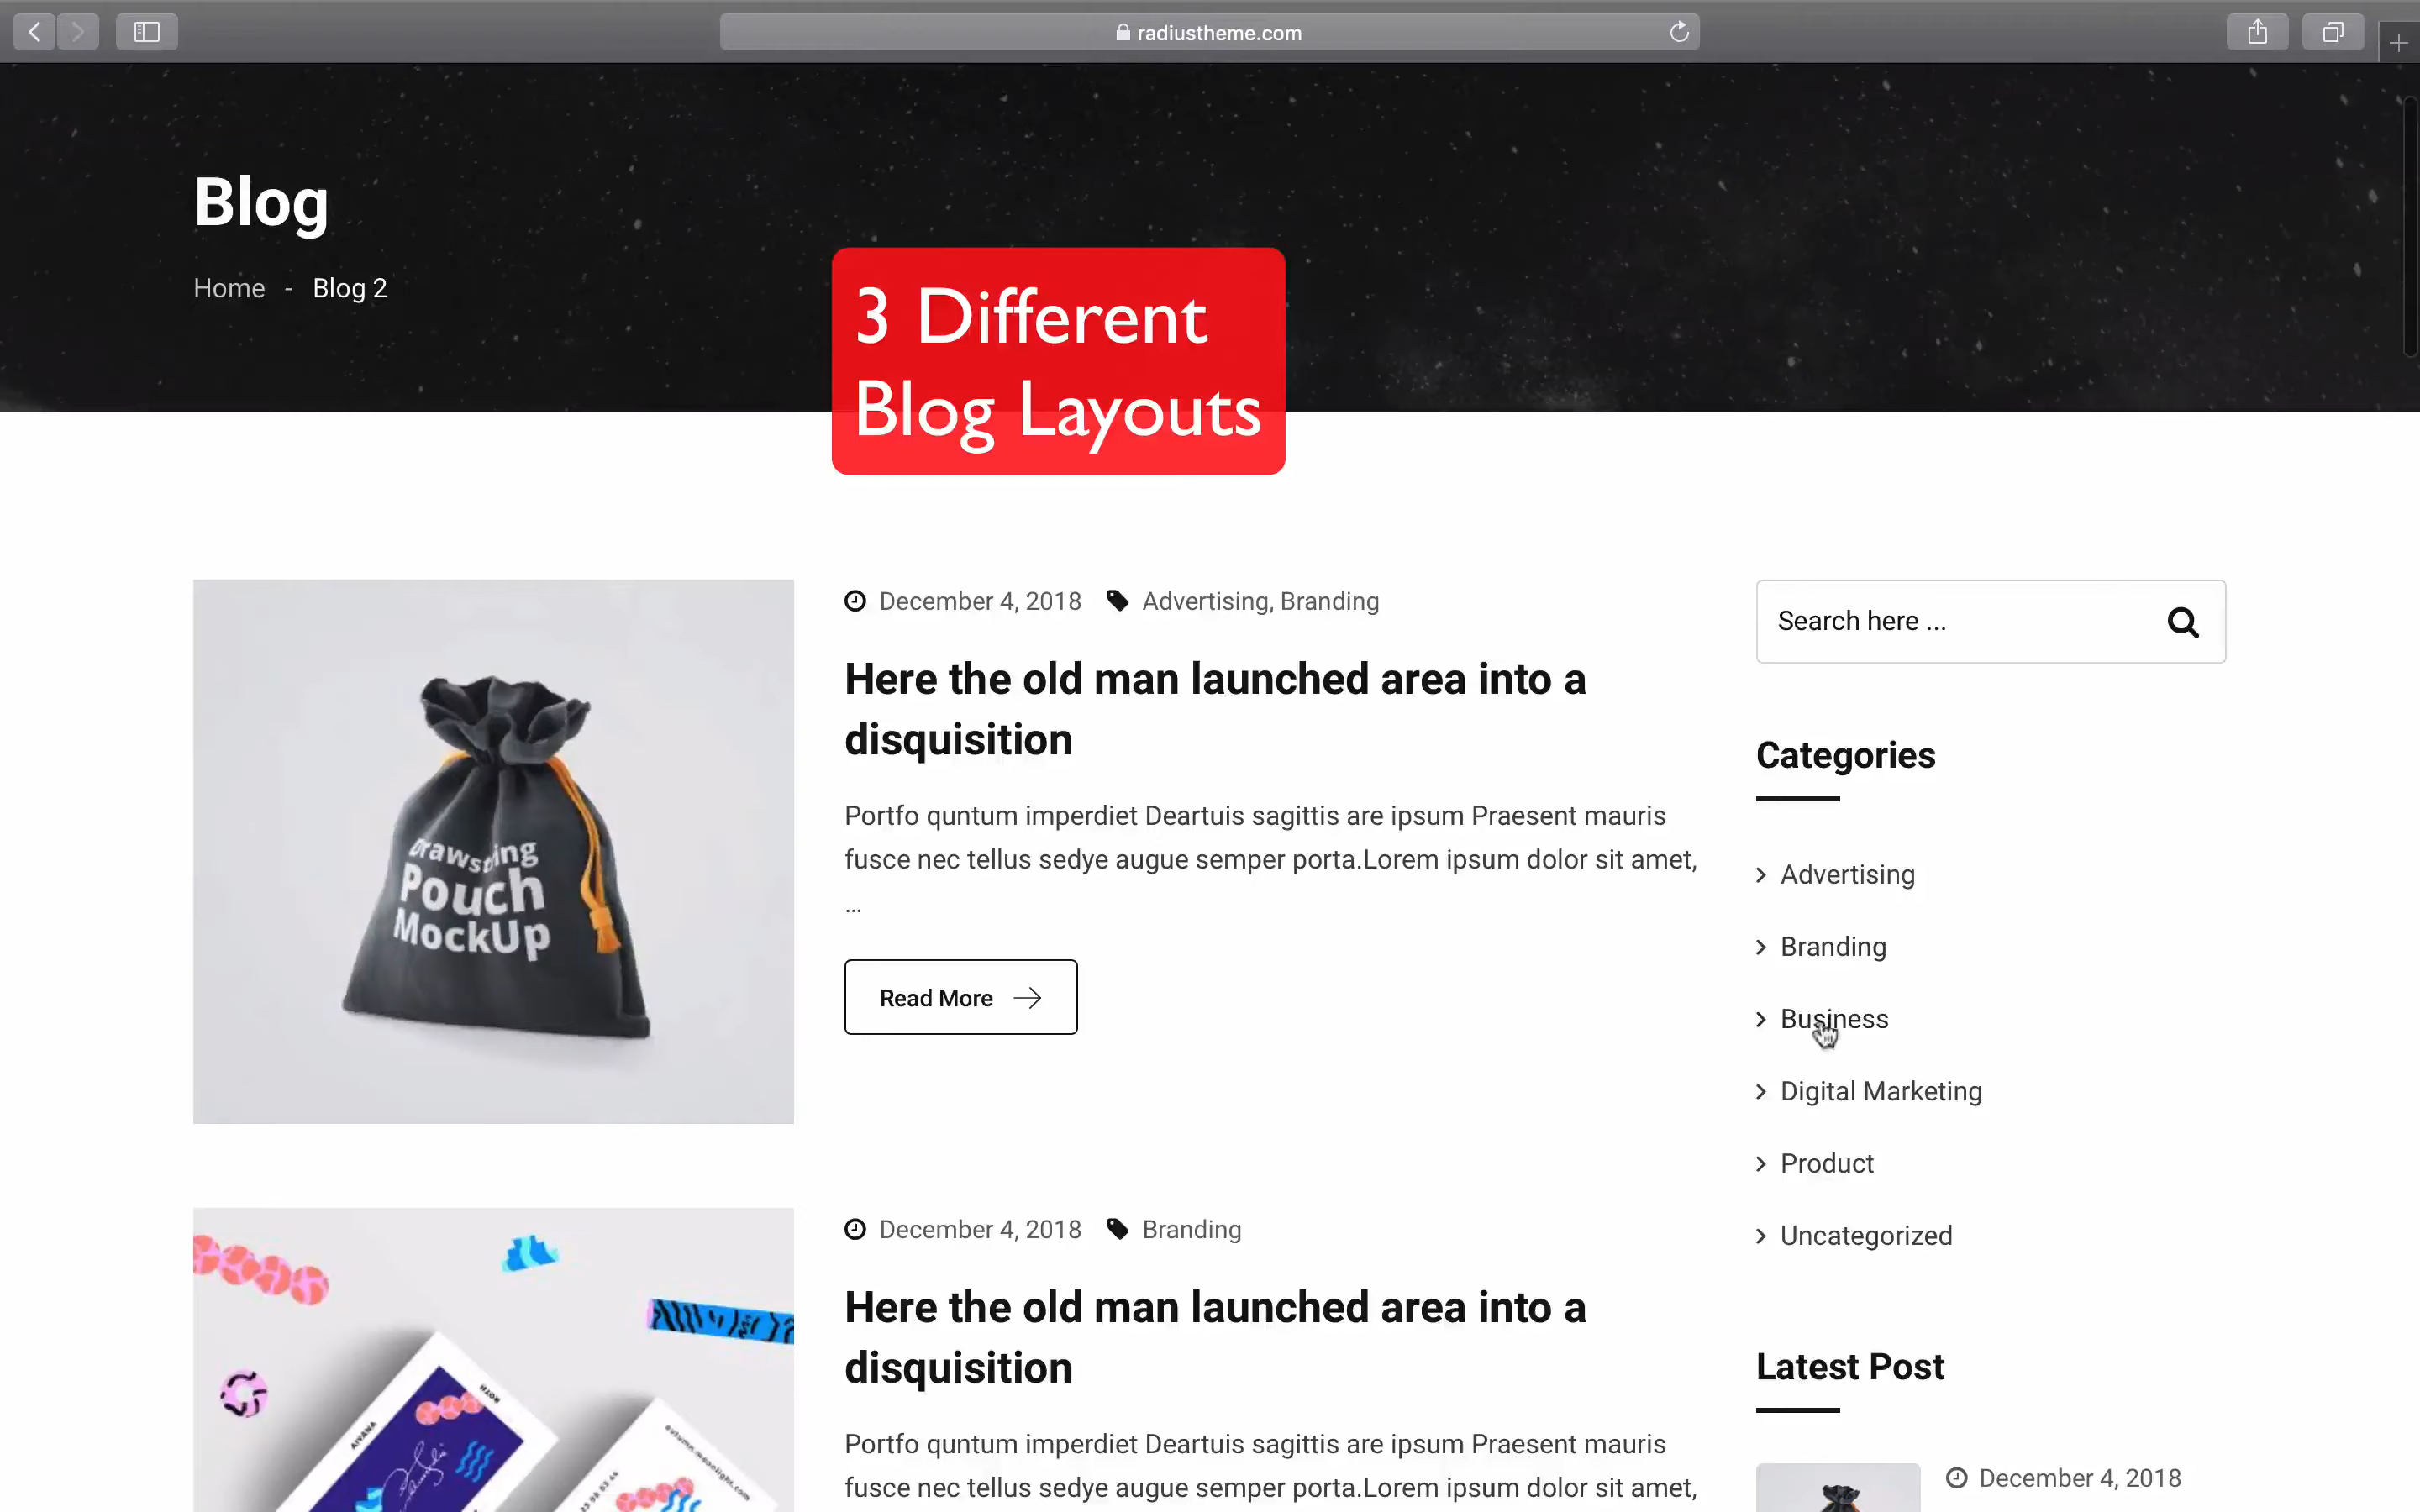 radiustheme.com
Blog
Home - Blog 2
3 Different
Blog Layouts
December 4, 2018 Advertising, Branding
Here the old man launched area into a
disquisition
Portfo quntum imperdiet Deartuis sagittis are ipsum Praesent mauris
fusce nec tellus sedye augue semper porta.Lorem ipsum dolor sit amet,
...
Read More
Drawstring
Pouch
MockUp
Search here ...
Categories
Advertising
Branding
Business
Digital Marketing
Product
Uncategorized
December 4, 2018 Branding
Here the old man launched area into a
disquisition
Portfo quntum imperdiet Deartuis sagittis are ipsum Praesent mauris
fusce nec tellus sedye augue semper porta.Lorem ipsum dolor sit amet,
AIYANA
ROTH
Latest Post
December 4, 2018